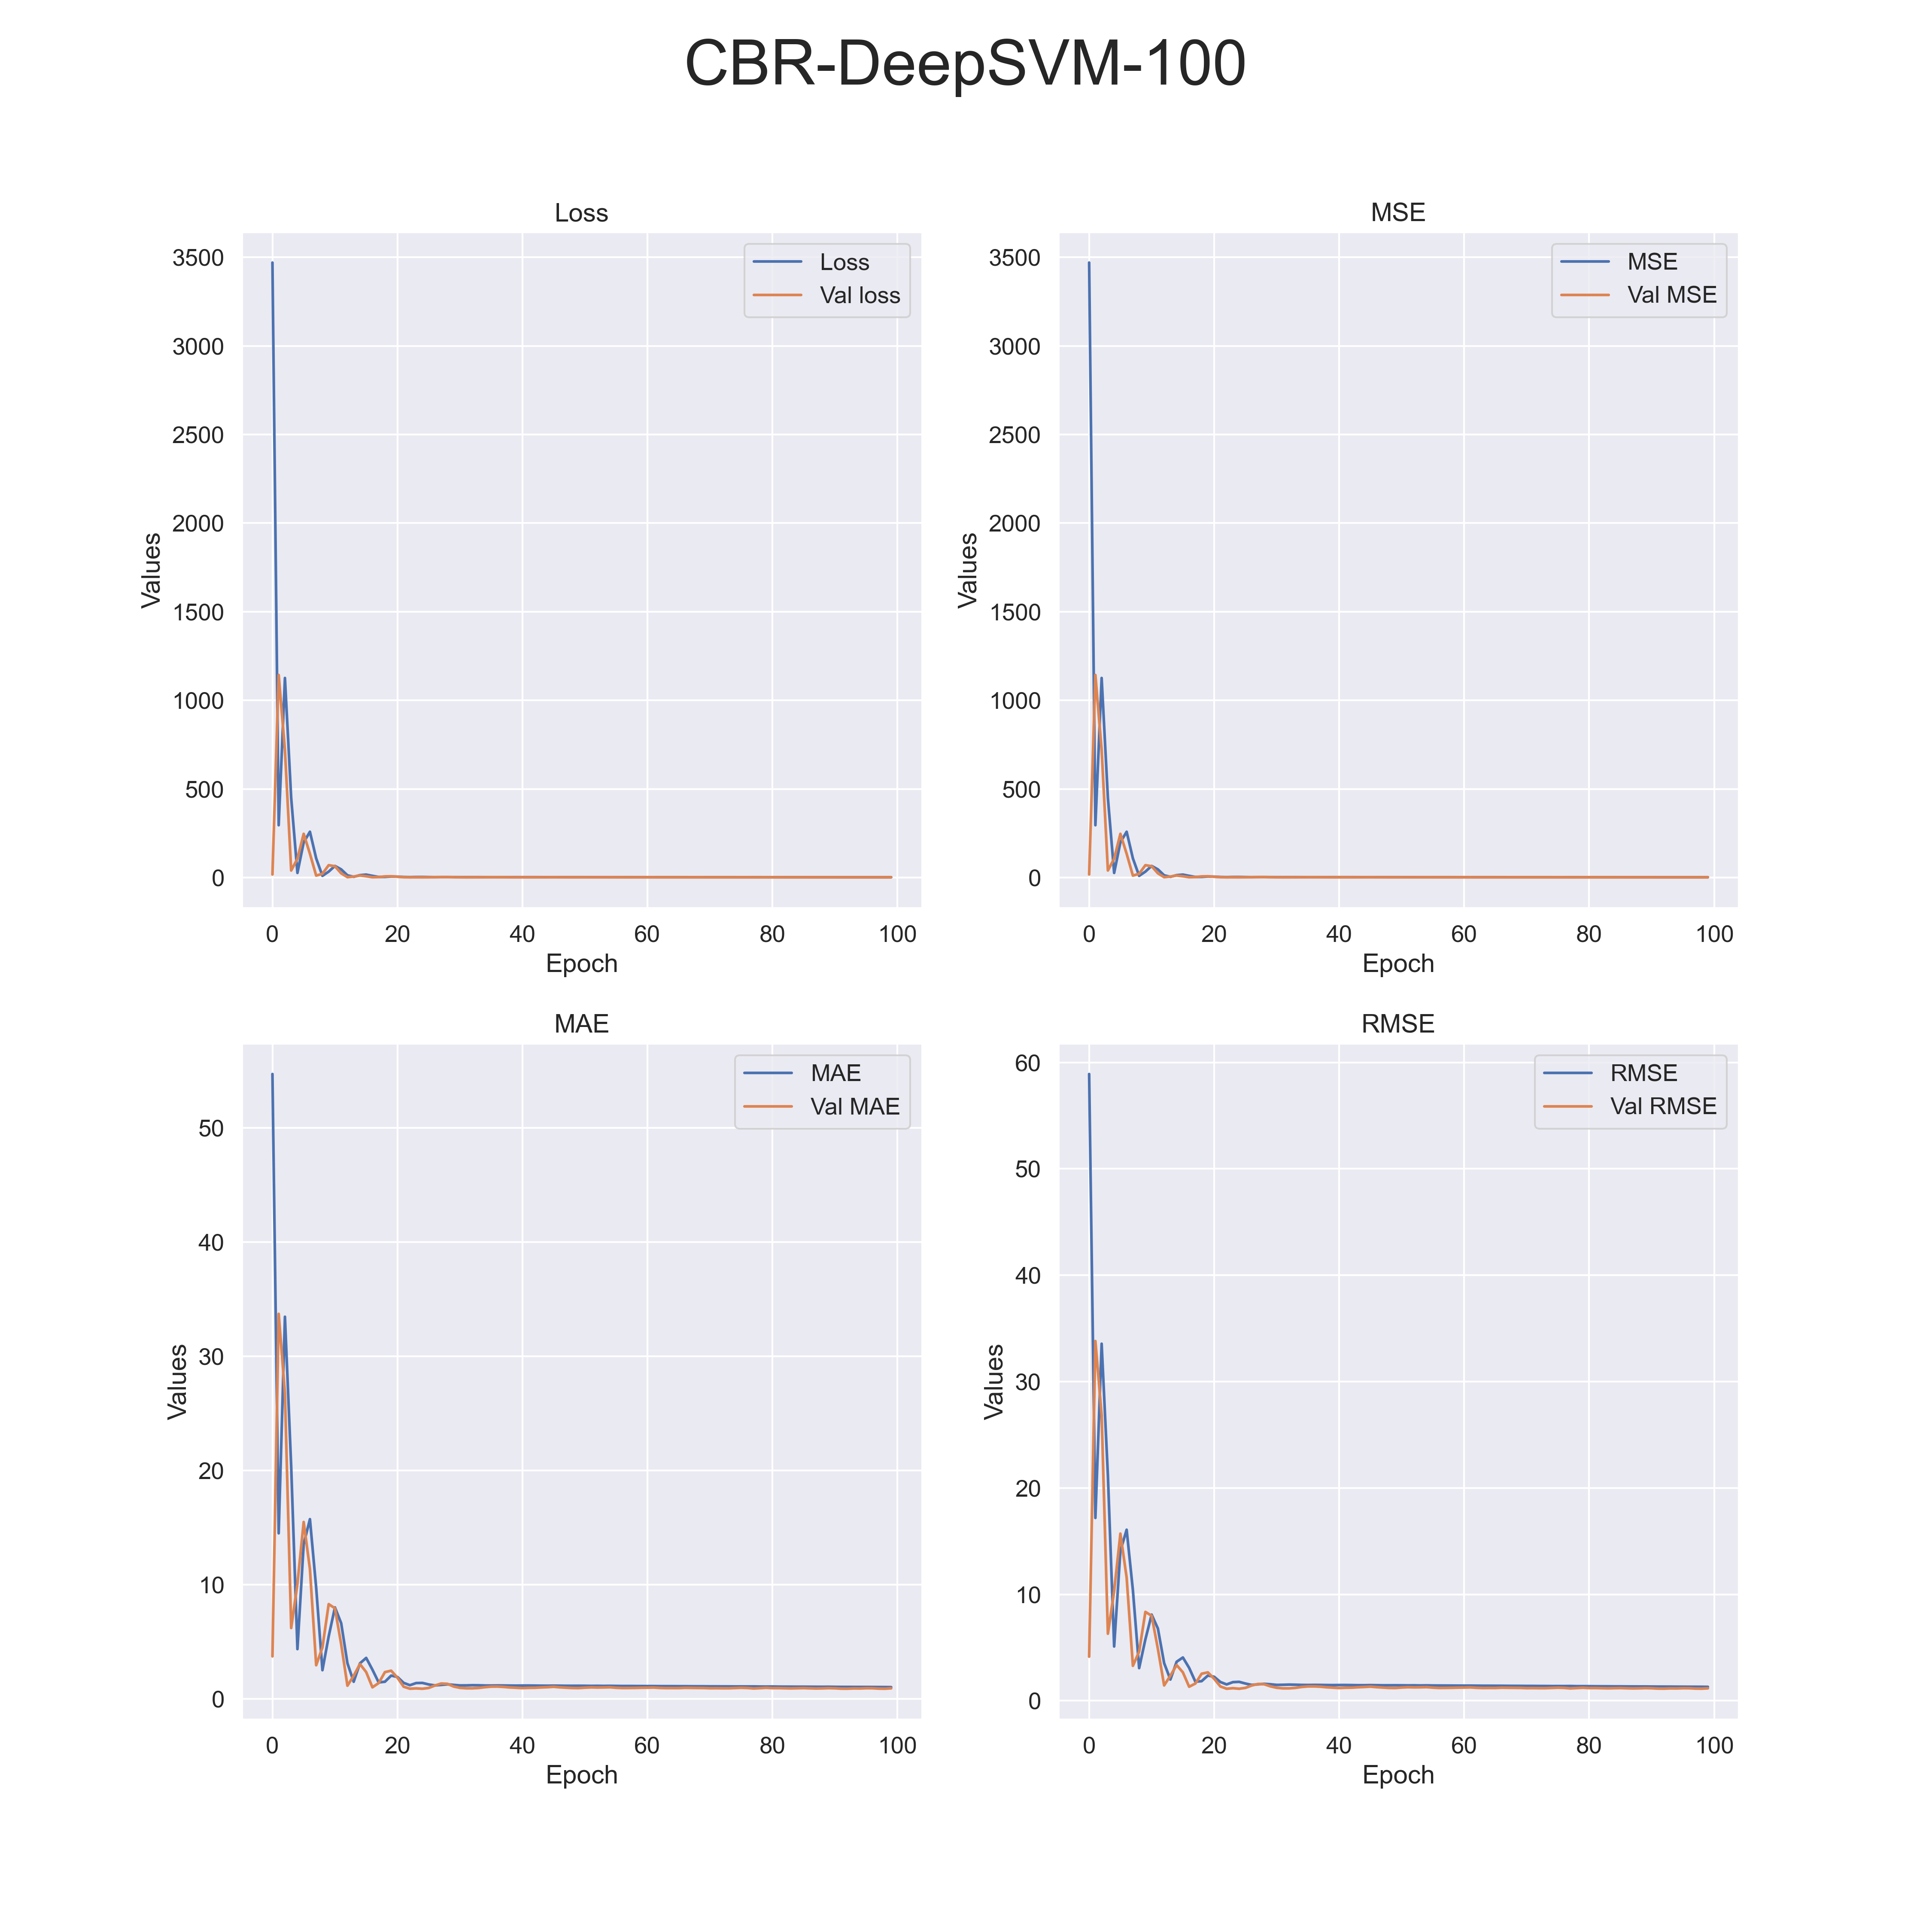 CBR-DeepSVM-100
Loss
3500
3000
2500
2000
1500
1000
500
0
Values
0 20 40 60 80 100
Epoch
Loss
Val loss
MSE
3500
3000
2500
2000
1500
1000
500
0
Values
0 20 40 60 80 100
Epoch
MSE
Val MSE
MAE
50
40
30
20
10
0
Values
0 20 40 60 80 100
Epoch
MAE
Val MAE
RMSE
60
50
40
30
20
10
0
Values
0 20 40 60 80 100
Epoch
RMSE
Val RMSE